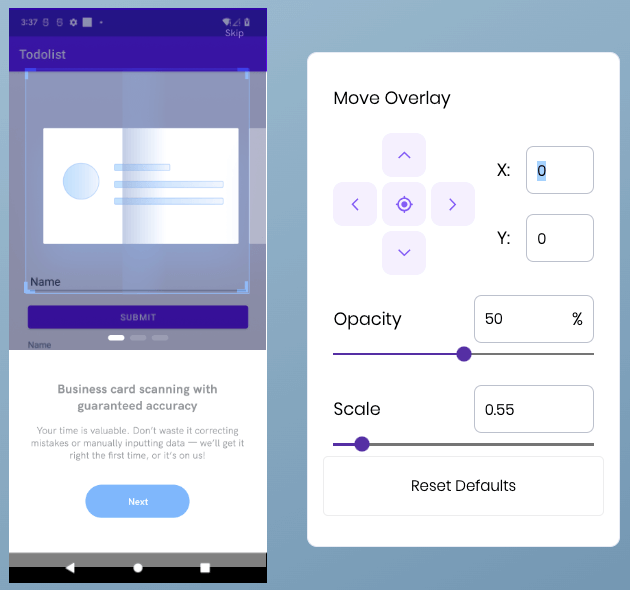 3:37
Skip
Todolist
Name
SUBMIT
Name
Business card scanning with
guaranteed accuracy
Your time is valuable. Don't waste it correcting
mistakes or manually inputting data — we'll get it
right the first time, or it's on us!
Next
Move Overlay
X: 0
Y: 0
Opacity 50 %
Scale 0.55
Reset Defaults